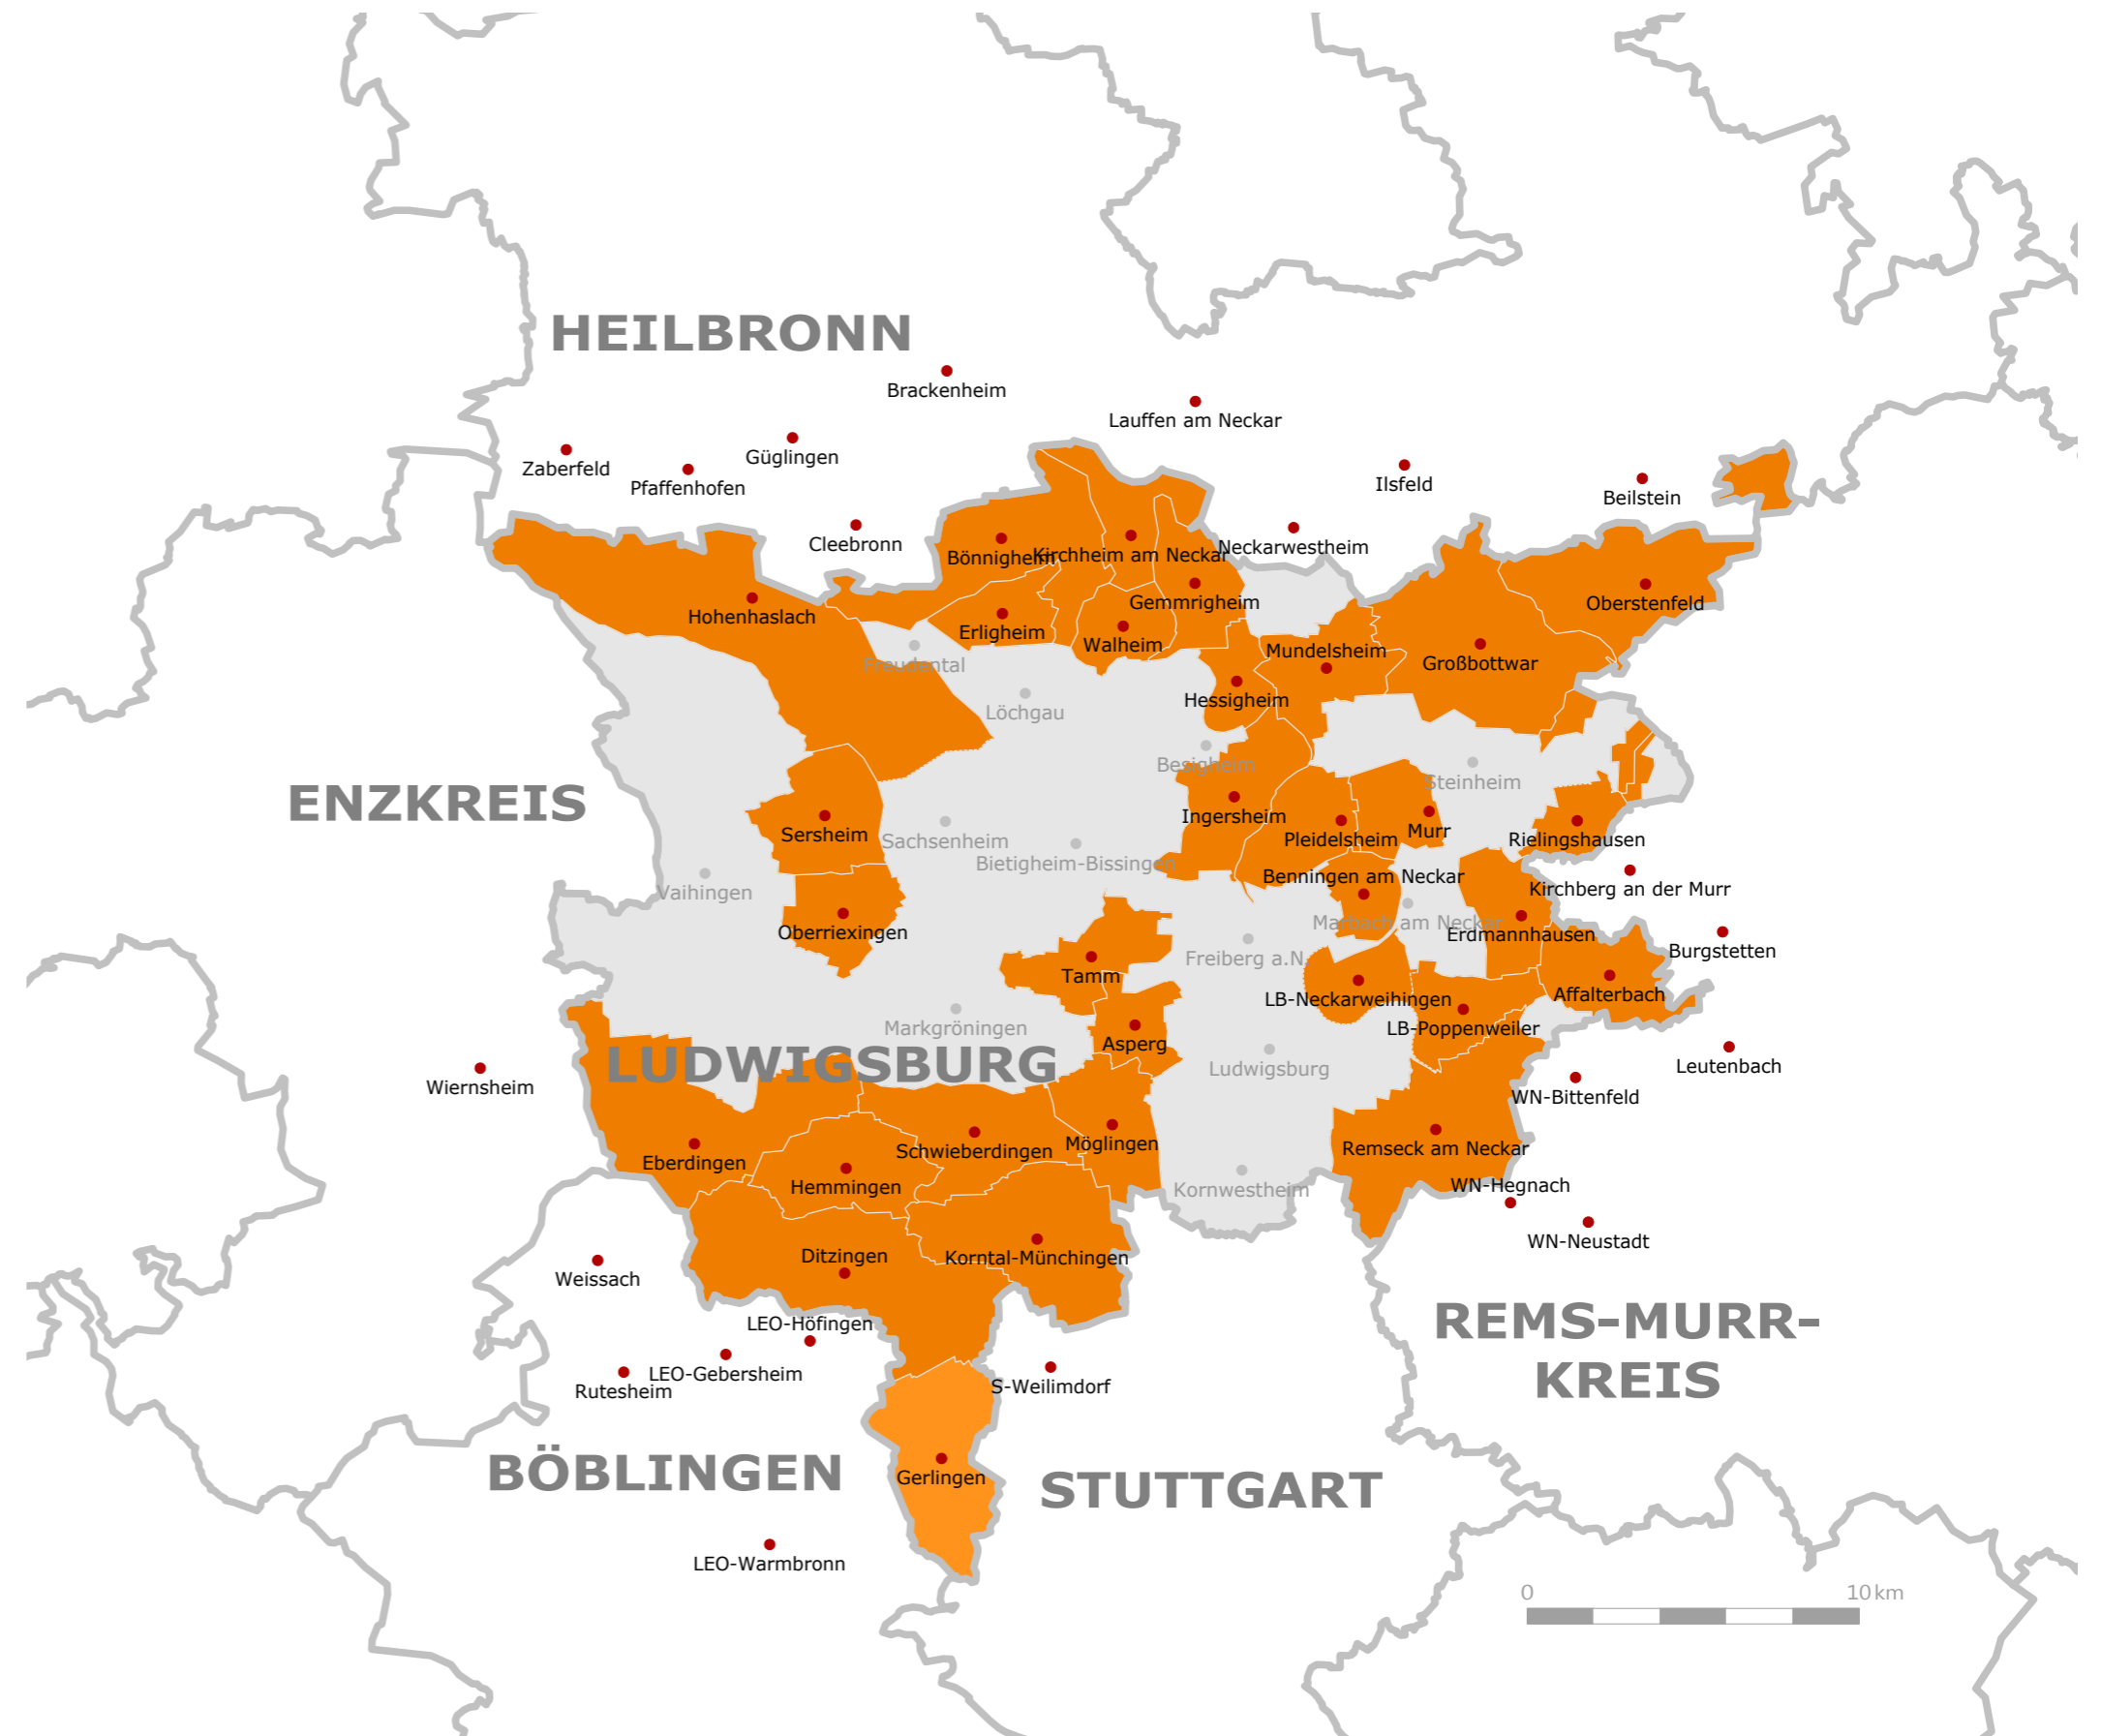 HEILBRONN
Brackenheim
Lauffen am Neckar
Güglingen
Zaberfeld
Pfaffenhofen
Ilsfeld
Beilstein
Cleebronn
Bönnigheim
Kirchheim am Neckar
Neckarwestheim
Hohenhaslach
Gemmrigheim
Oberstenfeld
Erligheim
Walheim
Mundelsheim
Freudental
Großbottwar
Löchgau
Hessigheim
Besigheim
Steinheim
ENZKREIS
Ingersheim
Sersheim
Sachsenheim
Pleidelsheim
Murr
Rielingshausen
Bietigheim-Bissingen
Benningen am Neckar
Vaihingen
Kirchberg an der Murr
Marbach am Neckar
Oberriexingen
Erdmannhausen
Burgstetten
Freiberg a.N.
Tamm
LB-Neckarweihingen
Affalterbach
Markgröningen
LB-Poppenweiler
Asperg
LUDWIGSBURG
Ludwigsburg
Leutenbach
Wiernsheim
WN-Bittenfeld
Möglingen
Schwieberdingen
Remseck am Neckar
Eberdingen
Hemmingen
Kornwestheim
WN-Hegnach
WN-Neustadt
Ditzingen
Korntal-Münchingen
Weissach
LEO-Höfingen
REMS-MURR-
KREIS
LEO-Gebersheim
Rutesheim
S-Weilimdorf
BÖBLINGEN
Gerlingen
STUTTGART
LEO-Warmbronn
0 10 km